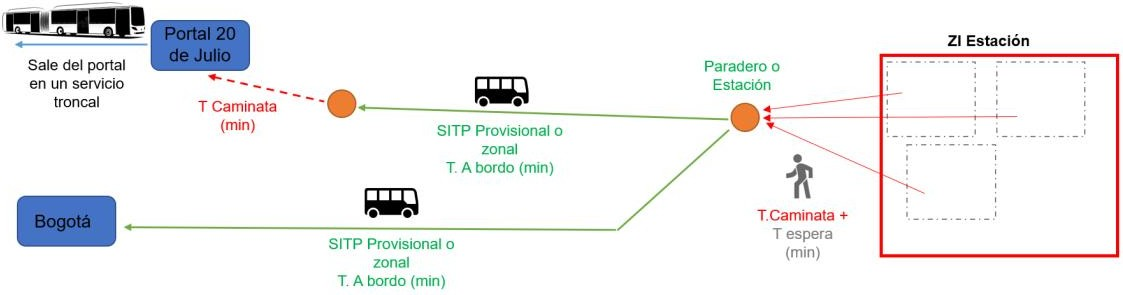 Portal 20
de Julio
Sale del portal
en un servicio
troncal
T Caminata
(min)
SITP Provisional o
zonal
T. A bordo (min)
Paradero o
Estación
ZI Estación
T.Caminata +
T espera
(min)
Bogotá
SITP Provisional o
zonal
T. A bordo (min)